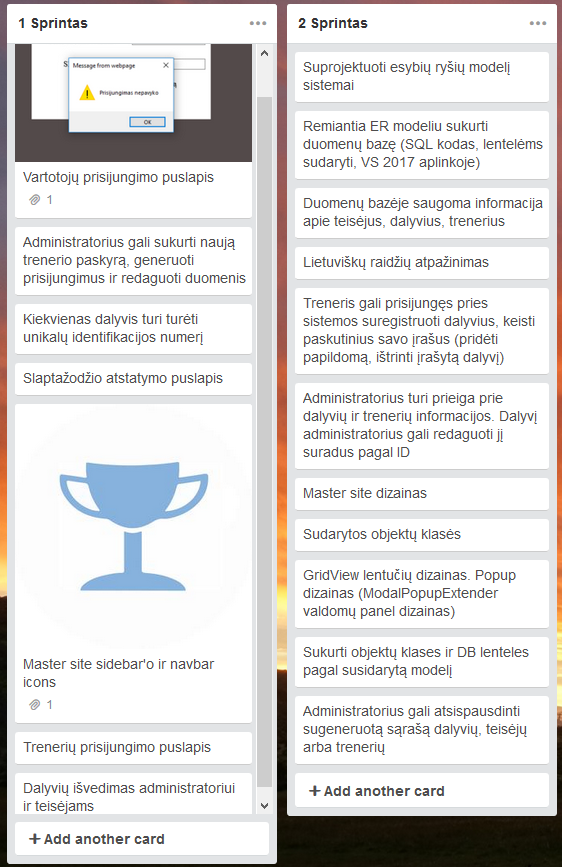 1 Sprintas
Message from webpage
Prisijungimas nepavyko
OK
Vartotojų prisijungimo puslapis
1
Administratorius gali sukurti naują
trenerio paskyrą, generuoti
prisijungimus ir redaguoti duomenis
Kiekvienas dalyvis turi turėti
unikalų identifikacijos numerį
Slaptažodžio atstatymo puslapis
Master site sidebar'o ir navbar
icons
1
Trenerių prisijungimo puslapis
Dalyvių išvedimas administratoriui
ir teisėjams
+ Add another card
2 Sprintas
Suprojektuoti esybių ryšių modelį
sistemai
Remiantia ER modeliu sukurti
duomenų bazę (SQL kodas, lentelėms
sudaryti, VS 2017 aplinkoje)
Duomenų bazėje saugoma informacija
apie teisėjus, dalyvius, trenerius
Lietuviškų raidžių atpažinimas
Treneris gali prisijungęs pries
sistemos suregistruoti dalyvius, keisti
paskutinius savo įrašus (pridėti
papildomą, ištrinti įrašytą dalyvį)
Administratorius turi prieiga prie
dalyvių ir trenerių informacijos. Dalyvį
administratorius gali redaguoti jį
suradus pagal ID
Master site dizainas
Sudarytos objektų klasės
GridView lentučių dizainas. Popup
dizainas (ModalPopupExtender
valdomų panel dizainas)
Sukurti objektų klases ir DB lenteles
pagal susidarytą modelį
Administratorius gali atsispausdinti
sugeneruotą sąrašą dalyvių, teisėjų
arba trenerių
+ Add another card